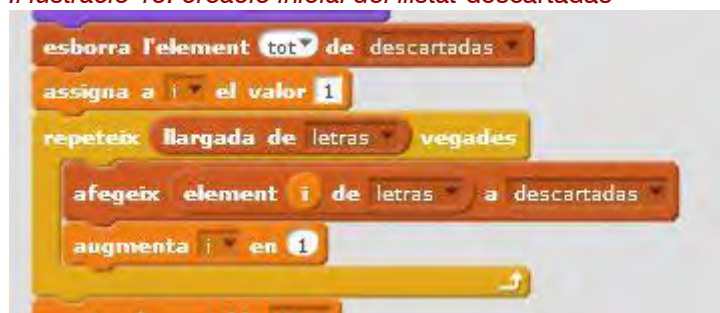 esborra l'element tot de descartadas
assigna a i el valor 1
repeteix llargada de letras vegades
afegeix element i de letras a descartadas
augmenta i en 1